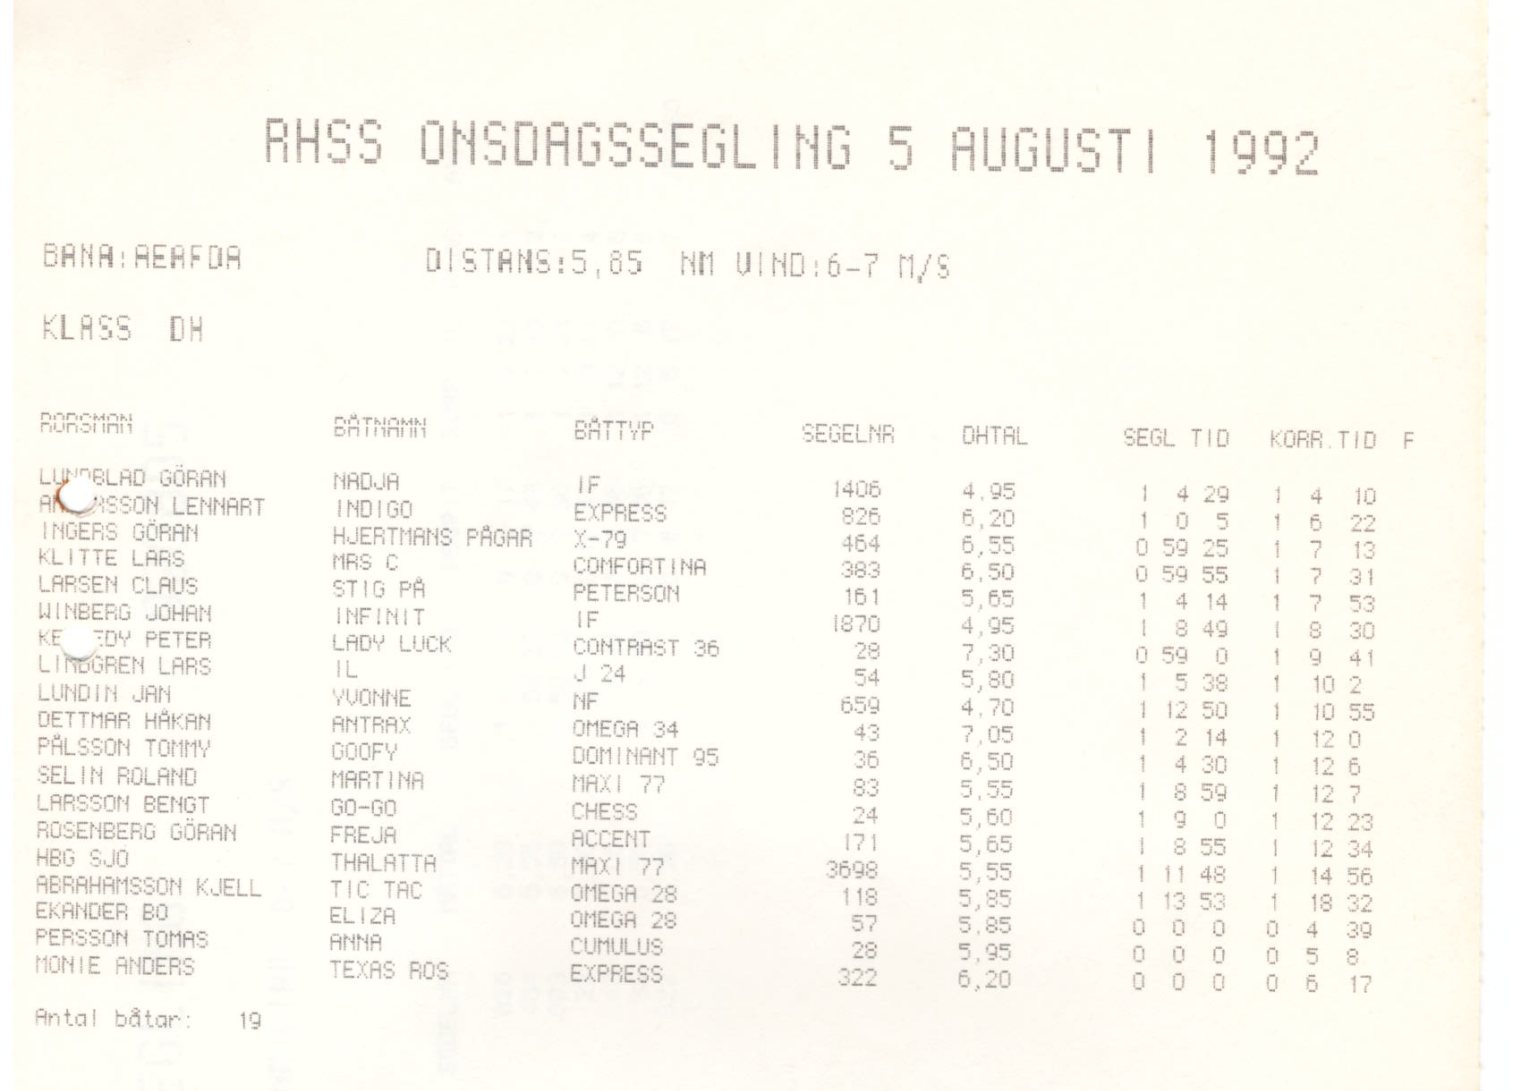 RHSS ONSDAGSSEGLING 5 AUGUSTI 1992
BANA:AEAFDA DISTANS:5,85 NM VIND:6-7 M/S
KLASS DH
RORSMAN BÅTNAMN BÅTTYP SEGELNR DHTAL SEGL TID KORR.TID F
LUNDBLAD GÖRAN NADJA IF 1406 4,95 1 4 29 1 4 10
LENNART INDIGO EXPRESS 826 6,20 1 0 5 1 6 22
INGERS GÖRAN HJERTMANS PÅGAR X-79 464 6,55 0 59 25 1 7 13
KLITTE LARS MRS C COMFORTINA 383 6,50 0 59 55 1 7 31
LARSEN CLAUS STIG PÅ PETERSON 161 5,65 1 4 14 1 7 53
WINBERG JOHAN INFINIT IF 1870 4,95 1 8 49 1 8 30
PETER LADY LUCK CONTRAST 36 28 7,30 0 59 0 1 9 41
LINDGREN LARS IL J 24 54 5,80 1 5 38 1 10 2
LUNDIN JAN YVONNE NF 659 4,70 1 12 50 1 10 55
DETTMAR HÅKAN ANTRAX OMEGA 34 43 7,05 1 2 14 1 12 0
PÅLSSON TOMMY GOOFY DOMINANT 95 36 6,50 1 4 30 1 12 6
SELIN ROLAND MARTINA MAXI 77 83 5,55 1 8 59 1 12 7
LARSSON BENGT GO-GO CHESS 24 5,60 1 9 0 1 12 23
ROSENBERG GÖRAN FREJA ACCENT 171 5,65 1 8 55 1 12 34
HBG SJÖ THALATTA MAXI 77 3698 5,55 1 11 48 1 14 56
ABRAHAMSSON KJELL TIC TAC OMEGA 28 118 5,85 1 13 53 1 18 32
EKANDER BO ELIZA OMEGA 28 57 5,85 0 0 0 0 4 39
PERSSON TOMAS ANNA CUMULUS 28 5,95 0 0 0 0 5 8
MONIE ANDERS TEXAS ROS EXPRESS 322 6,20 0 0 0 0 6 17
Antal båtar: 19